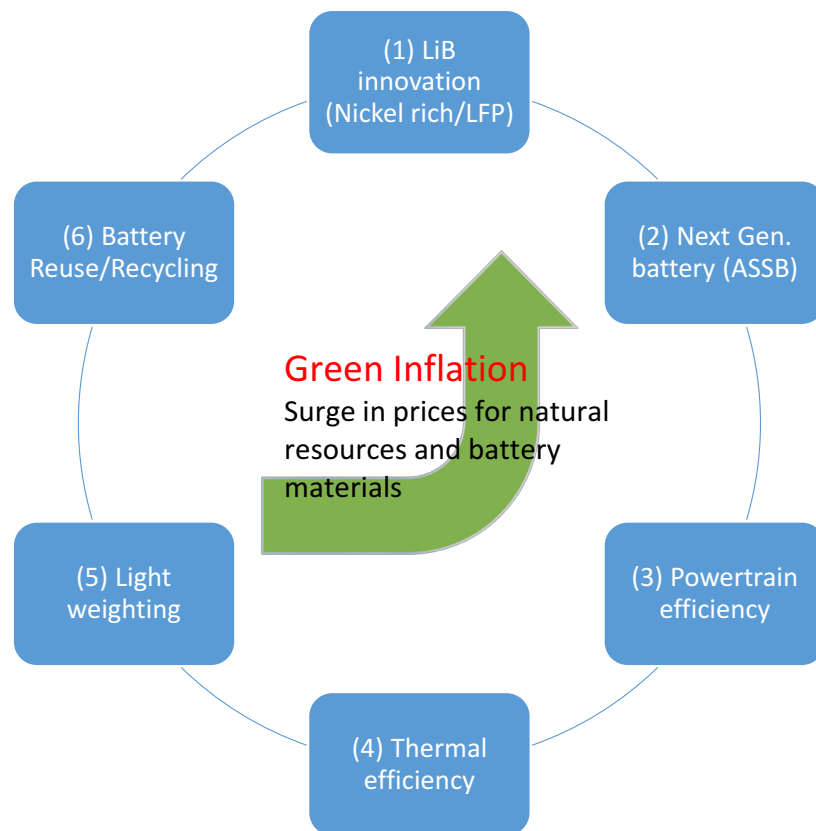 (1) LiB
innovation
(Nickel rich/LFP)
(2) Next Gen.
battery (ASSB)
(3) Powertrain
efficiency
(4) Thermal
efficiency
(5) Light
weighting
(6) Battery
Reuse/Recycling
Green Inflation
Surge in prices for natural
resources and battery
materials